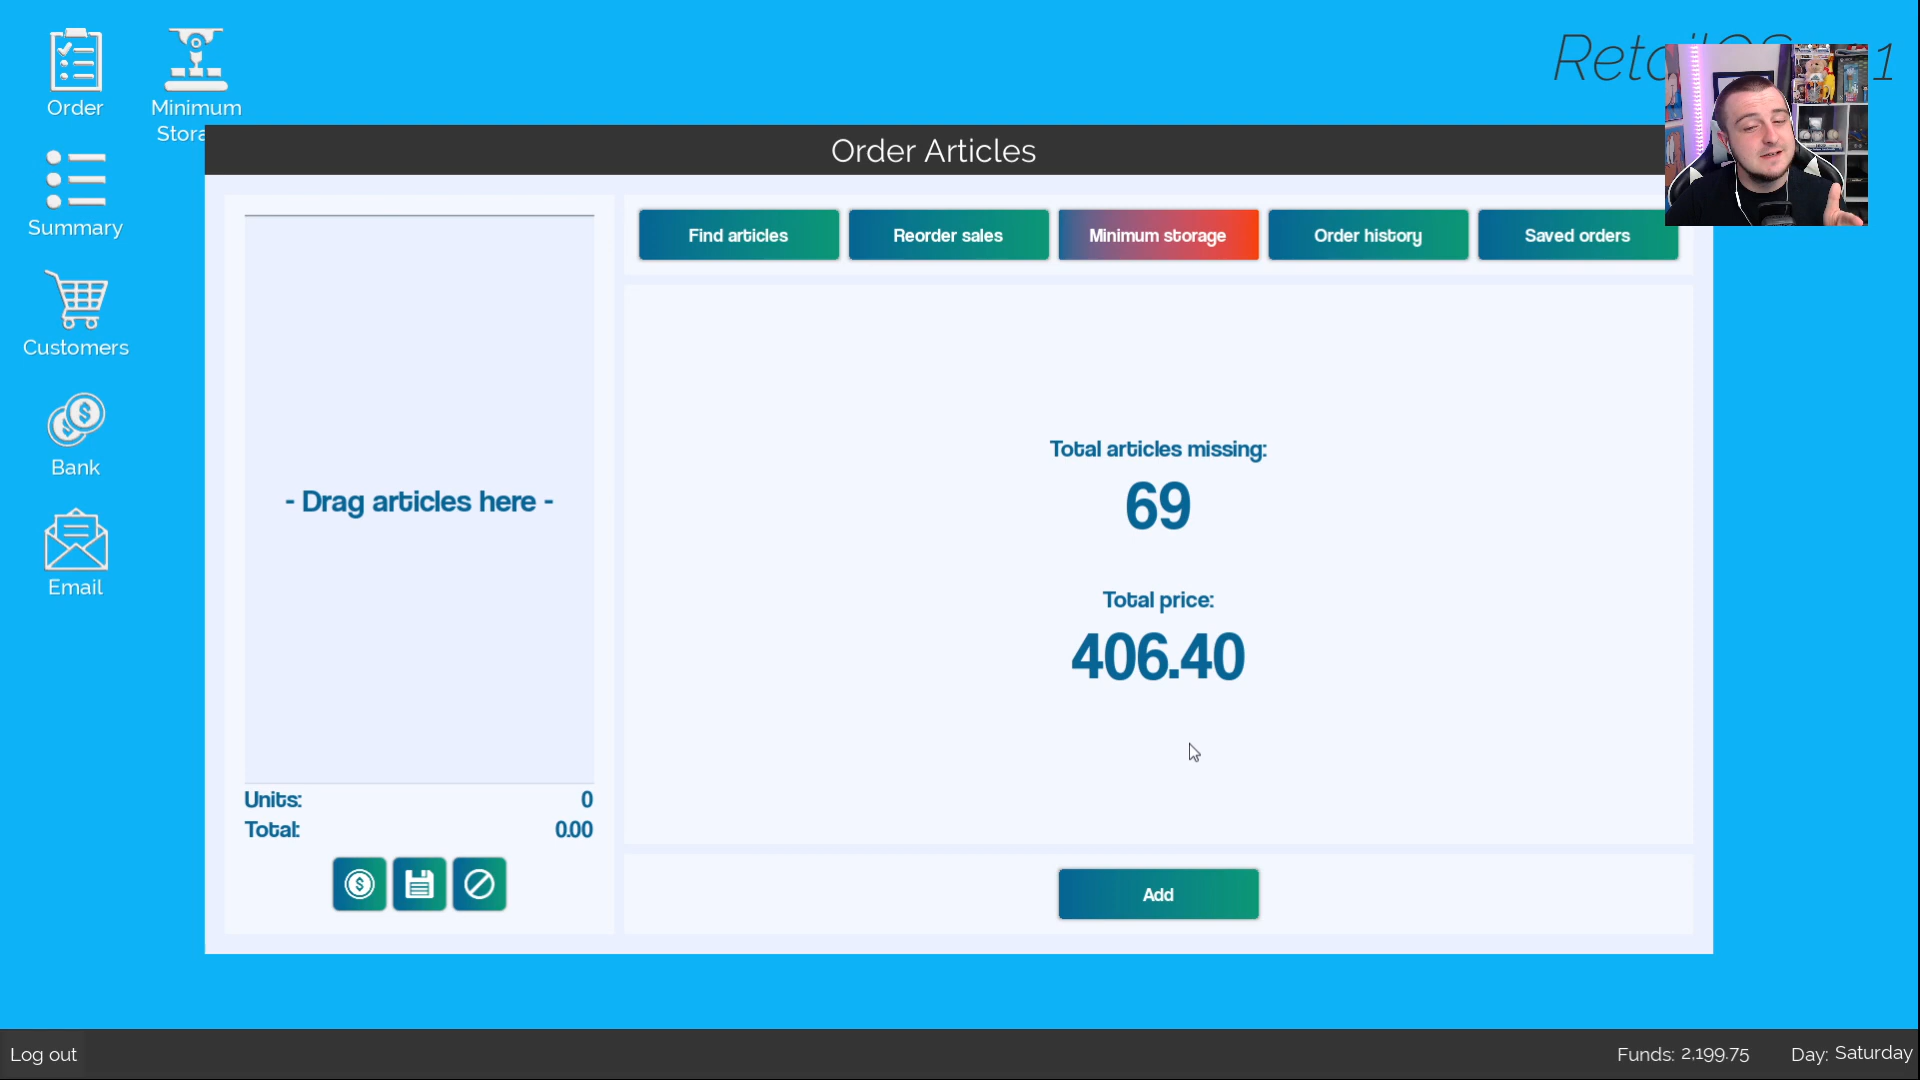 Order
Minimum
Stora
Summary
Customers
Bank
Email
1
Order Articles
Find articles
Reorder sales
Minimum storage
Order history
Saved orders
- Drag articles here -
Total articles missing:
69
Total price:
406.40
Units: 0
Total: 0.00
Add
Log out
Funds: 2,199.75
Day: Saturday